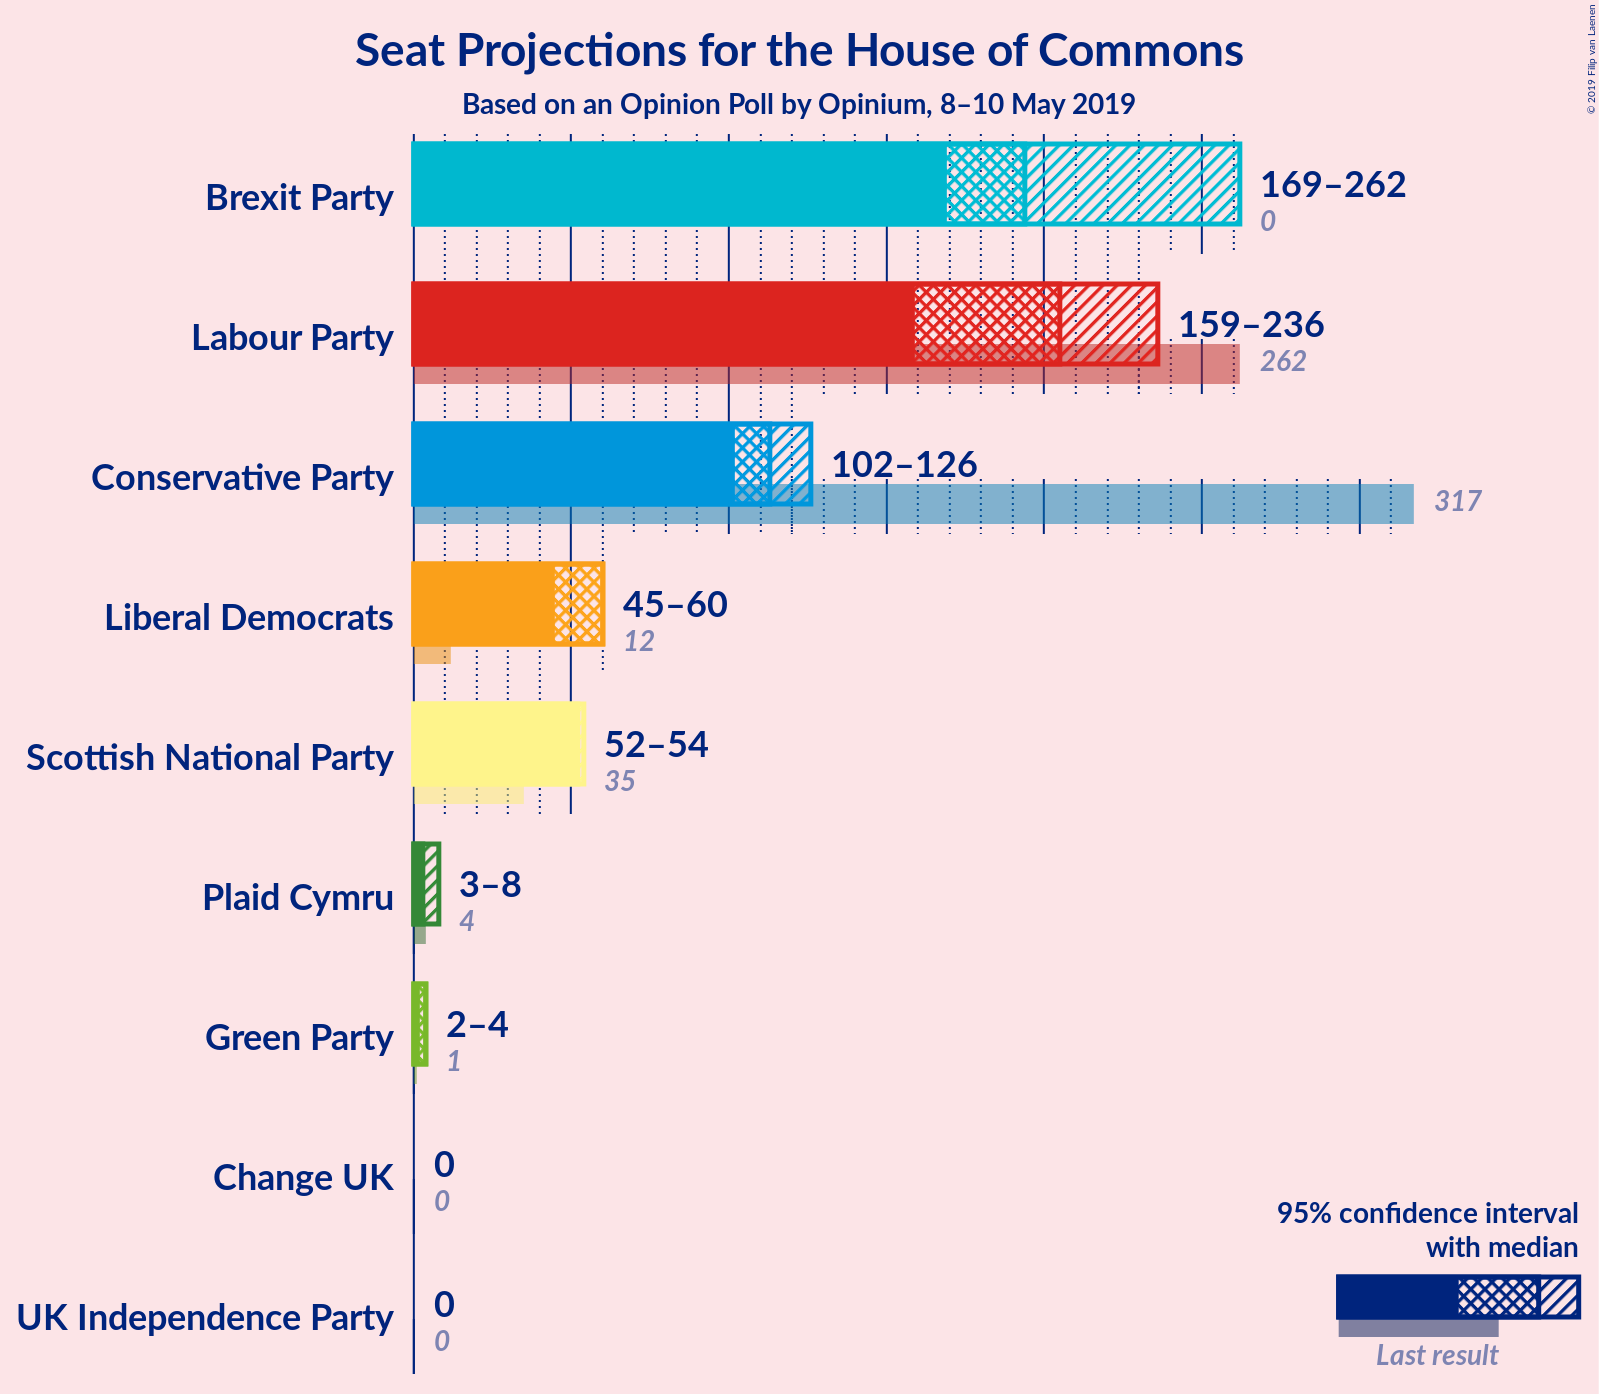 Seat Projections for the House of Commons
Based on an Opinion Poll by Opinium, 8–10 May 2019
© 2019 Filip van Laenen
Brexit Party
169–262
0
Labour Party
159–236
262
Conservative Party
102–126
317
Liberal Democrats
45–60
12
Scottish National Party
52–54
35
Plaid Cymru
3–8
4
Green Party
2–4
1
Change UK
0
0
UK Independence Party
0
0
95% confidence interval
with median
Last result